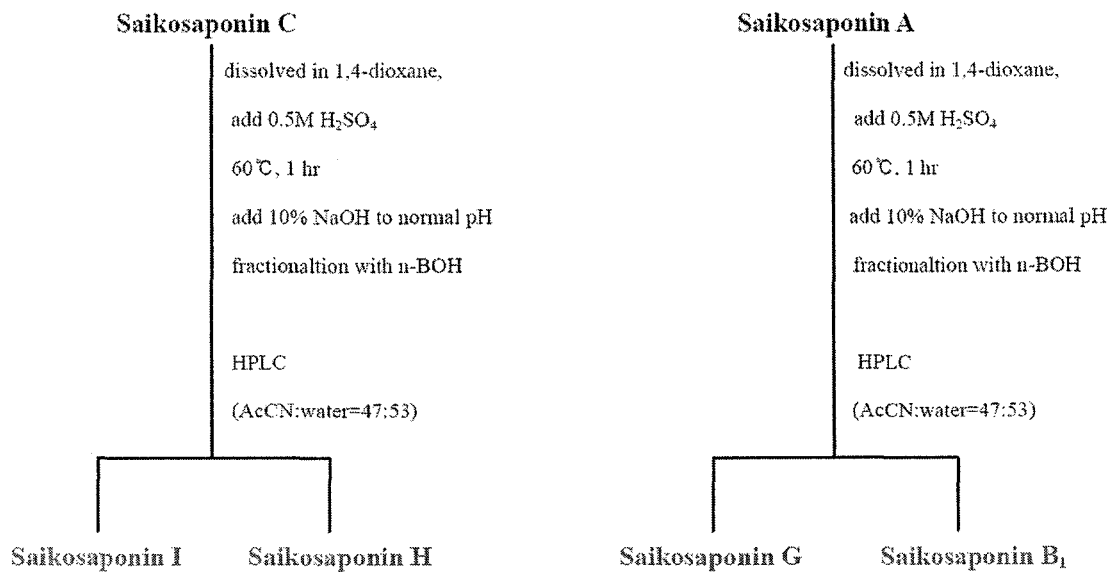 Saikosaponin C
dissolved in 1,4-dioxane,
add 0.5M H₂SO₄
60℃, 1 hr
add 10% NaOH to normal pH
fractionaltion with n-BOH
HPLC
(AcCN:water=47:53)
Saikosaponin I
Saikosaponin H
Saikosaponin A
dissolved in 1,4-dioxane,
add 0.5M H₂SO₄
60℃, 1 hr
add 10% NaOH to normal pH
fractionaltion with n-BOH
HPLC
(AcCN:water=47:53)
Saikosaponin G
Saikosaponin B₁